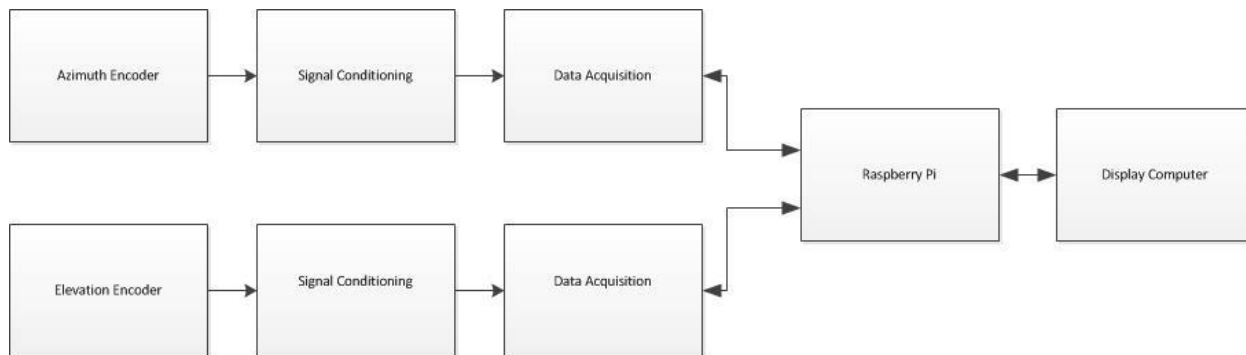 Azimuth Encoder
Signal Conditioning
Data Acquisition
Raspberry Pi
Display Computer
Elevation Encoder
Signal Conditioning
Data Acquisition